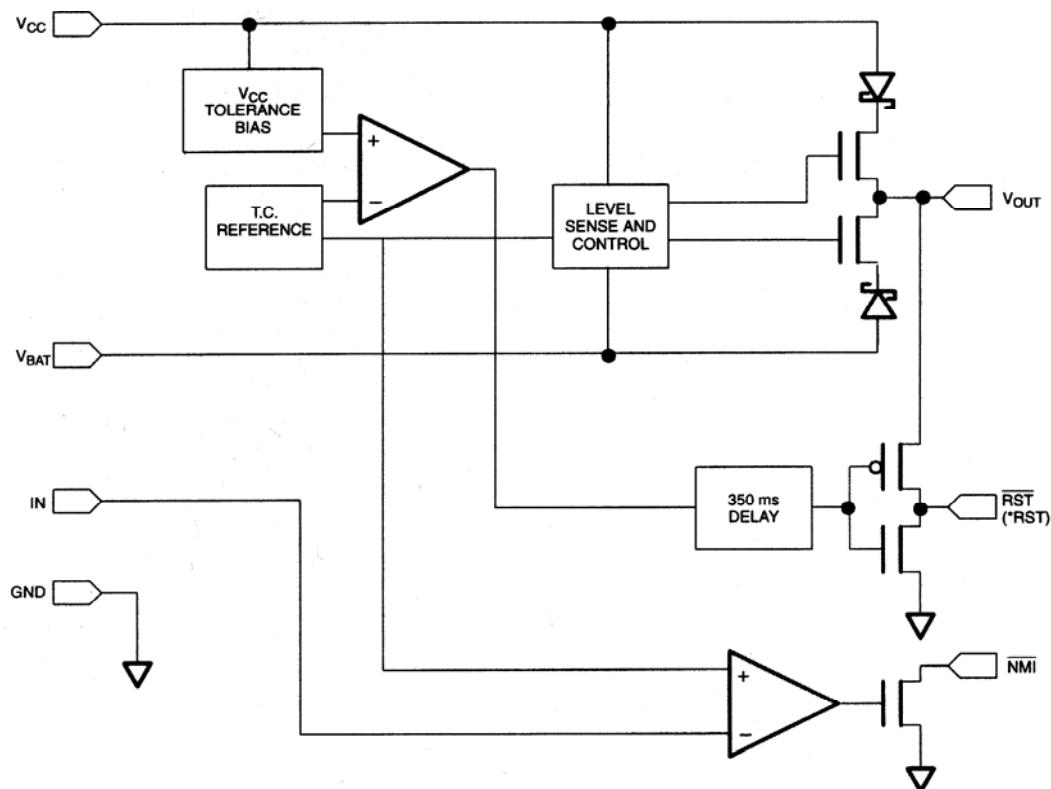 VCC
VCC
TOLERANCE
BIAS
+
−
T.C.
REFERENCE
LEVEL
SENSE AND
CONTROL
VOUT
VBAT
IN
350 ms
DELAY
RST
(*RST)
GND
+
−
NMI